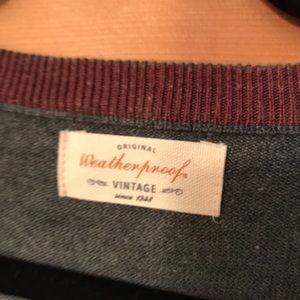 ORIGINAL
Weatherproof®
VINTAGE
since 1948